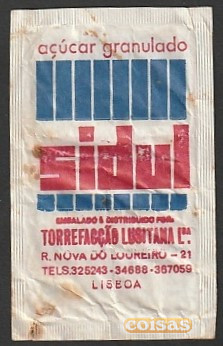 açúcar granulado
sidul
EMBALADO & DISTRIBUIDO POR:
TORREFACÇÃO LUSITANA Lda.
R. NOVA DO LOUREIRO - 21
TELS.325243-34688-367059
LISBOA
coisas